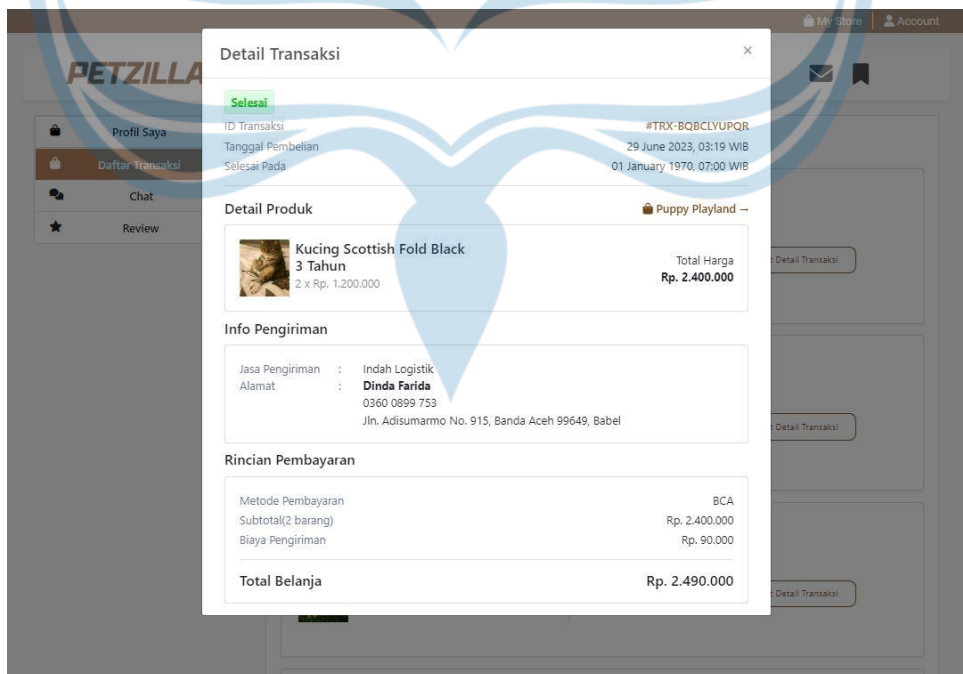 My Store Account
PETZILLA
Detail Transaksi ×
Profil Saya
Daftar Transaksi
Chat
Review
Selesai
ID Transaksi #TRX-BQBCLYUPQR
Tanggal Pembelian 29 June 2023, 03:19 WIB
Selesai Pada 01 January 1970, 07:00 WIB
Detail Produk Puppy Playland →
Kucing Scottish Fold Black
3 Tahun
2 x Rp. 1.200.000
Total Harga
Rp. 2.400.000
Info Pengiriman
Jasa Pengiriman : Indah Logistik
Alamat : Dinda Farida
0360 0899 753
Jln. Adisumarmo No. 915, Banda Aceh 99649, Babel
Rincian Pembayaran
Metode Pembayaran BCA
Subtotal(2 barang) Rp. 2.400.000
Biaya Pengiriman Rp. 90.000
Total Belanja Rp. 2.490.000
Detail Transaksi
Detail Transaksi
Detail Transaksi